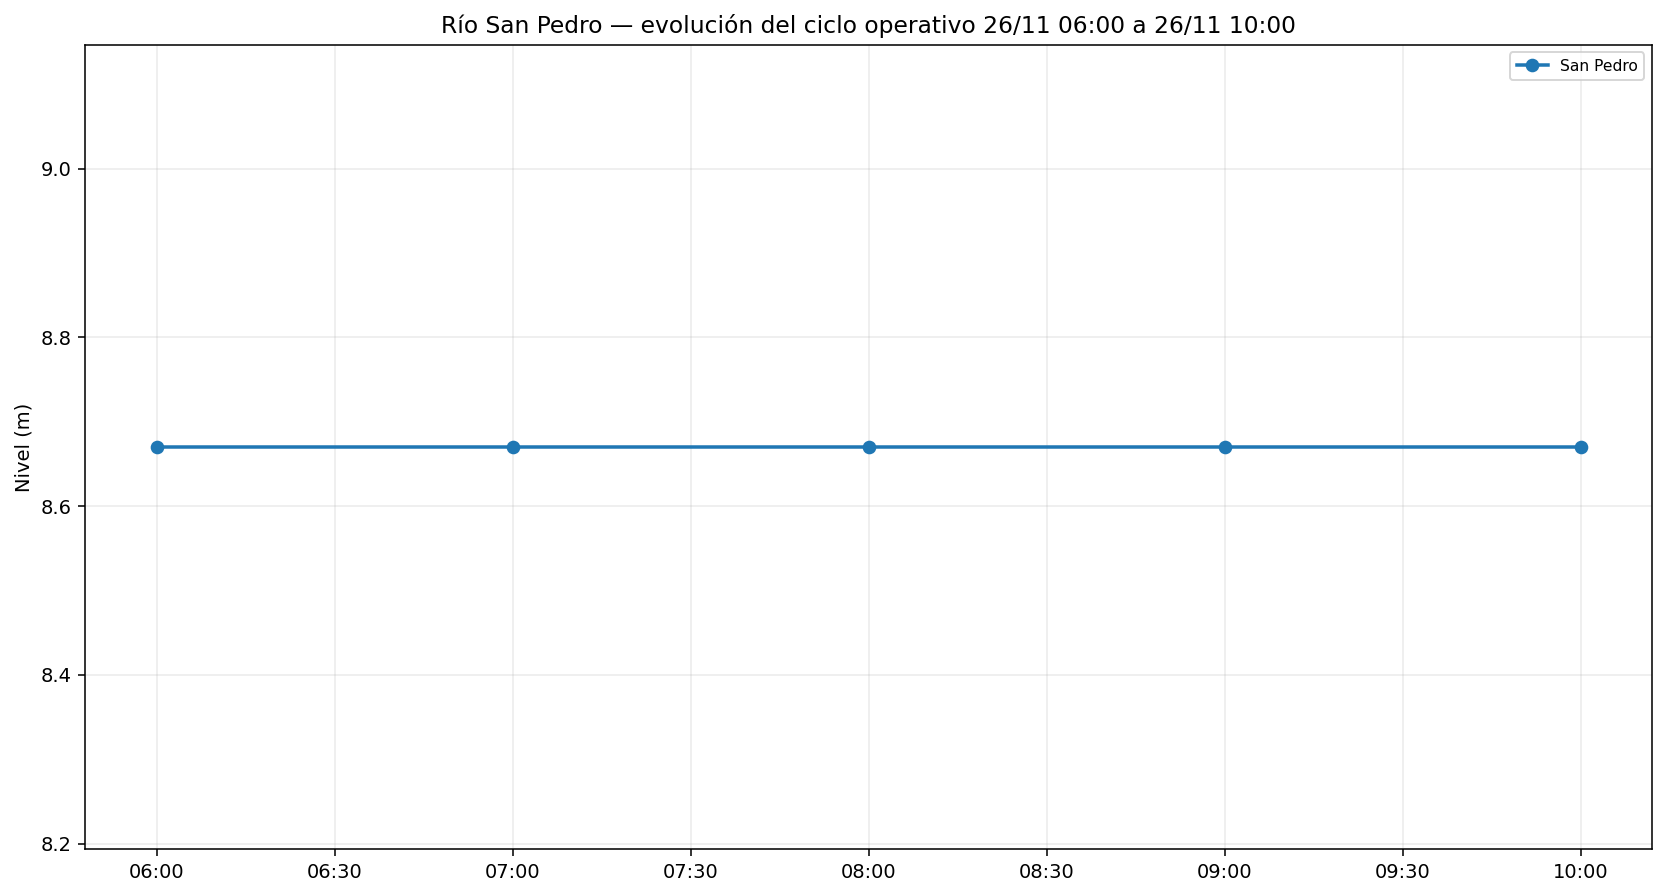 Río San Pedro — evolución del ciclo operativo 26/11 06:00 a 26/11 10:00
San Pedro
Nivel (m)
9.0
8.8
8.6
8.4
8.2
06:00 06:30 07:00 07:30 08:00 08:30 09:00 09:30 10:00